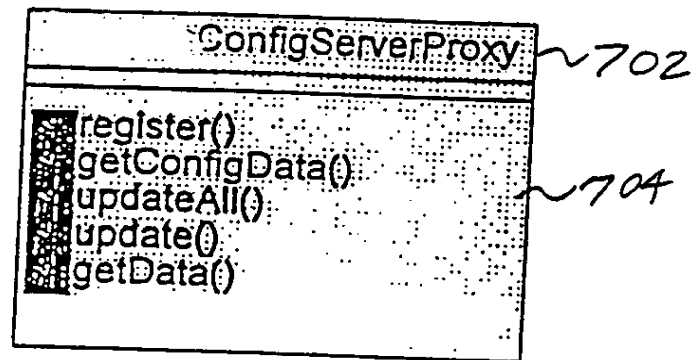 ConfigServerProxy 702
register() 704
getConfigData()
updateAll()
update()
getData()